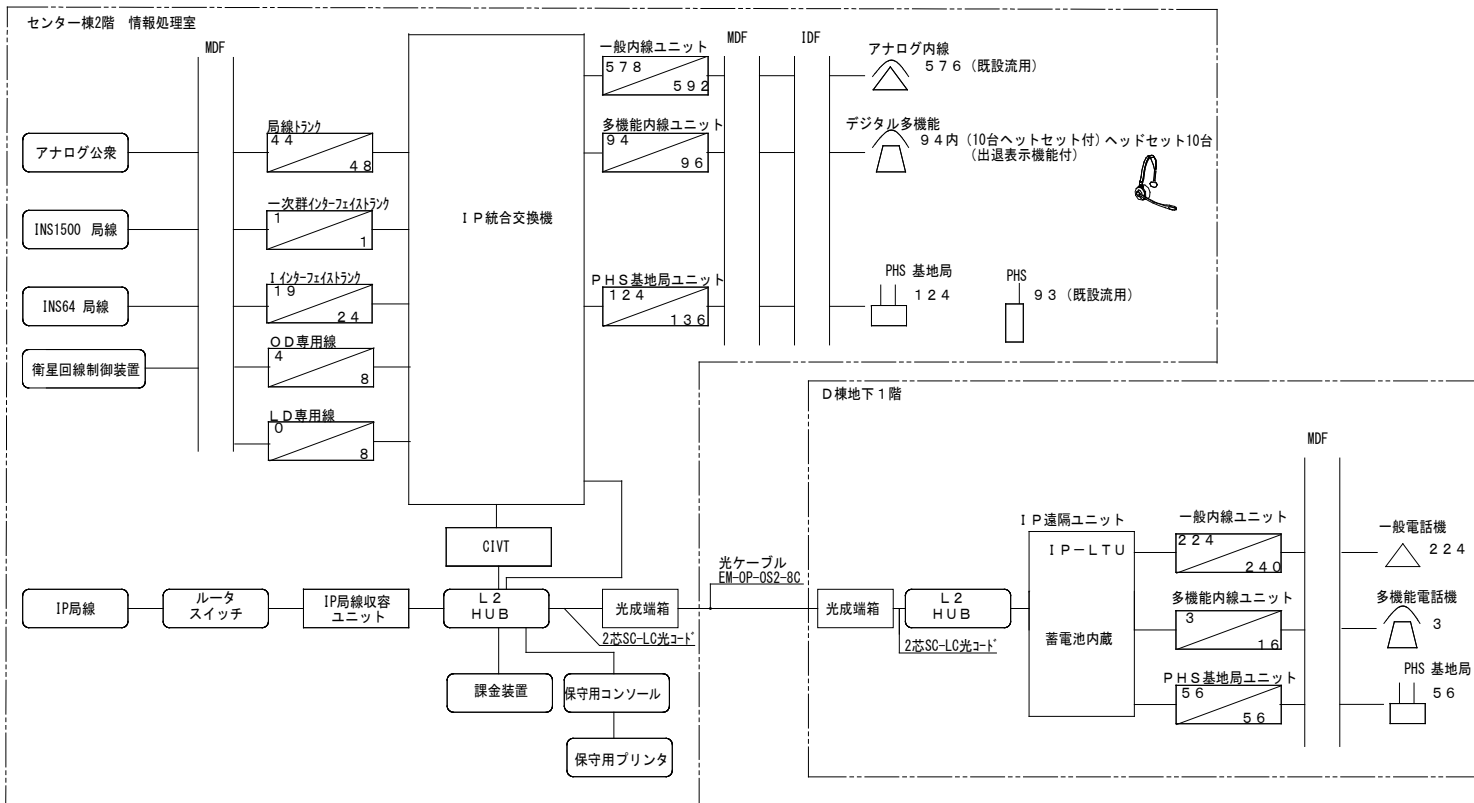 センター棟2階 情報処理室
MDF
アナログ公衆
INS1500 局線
INS64 局線
衛星回線制御装置
局線トランク
44
48
一次群インターフェイストランク
1
1
Iインターフェイストランク
19
24
OD専用線
4
8
LD専用線
0
8
IP統合交換機
一般内線ユニット
578
592
多機能内線ユニット
94
96
PHS基地局ユニット
124
136
MDF
IDF
アナログ内線
576(既設流用)
デジタル多機能
94内(10台ヘットセット付)ヘッドセット10台
(出退表示機能付)
PHS 基地局
124
PHS
93(既設流用)
CIVT
IP局線
ルータ
スイッチ
IP局線収容
ユニット
L2
HUB
光成端箱
2芯SC-LC光コード
課金装置
保守用コンソール
保守用プリンタ
光ケーブル
EM-OP-OS2-8C
D棟地下1階
光成端箱
L2
HUB
2芯SC-LC光コード
IP遠隔ユニット
IP-LTU
蓄電池内蔵
一般内線ユニット
224
240
多機能内線ユニット
3
16
PHS基地局ユニット
56
56
MDF
一般電話機
224
多機能電話機
3
PHS 基地局
56